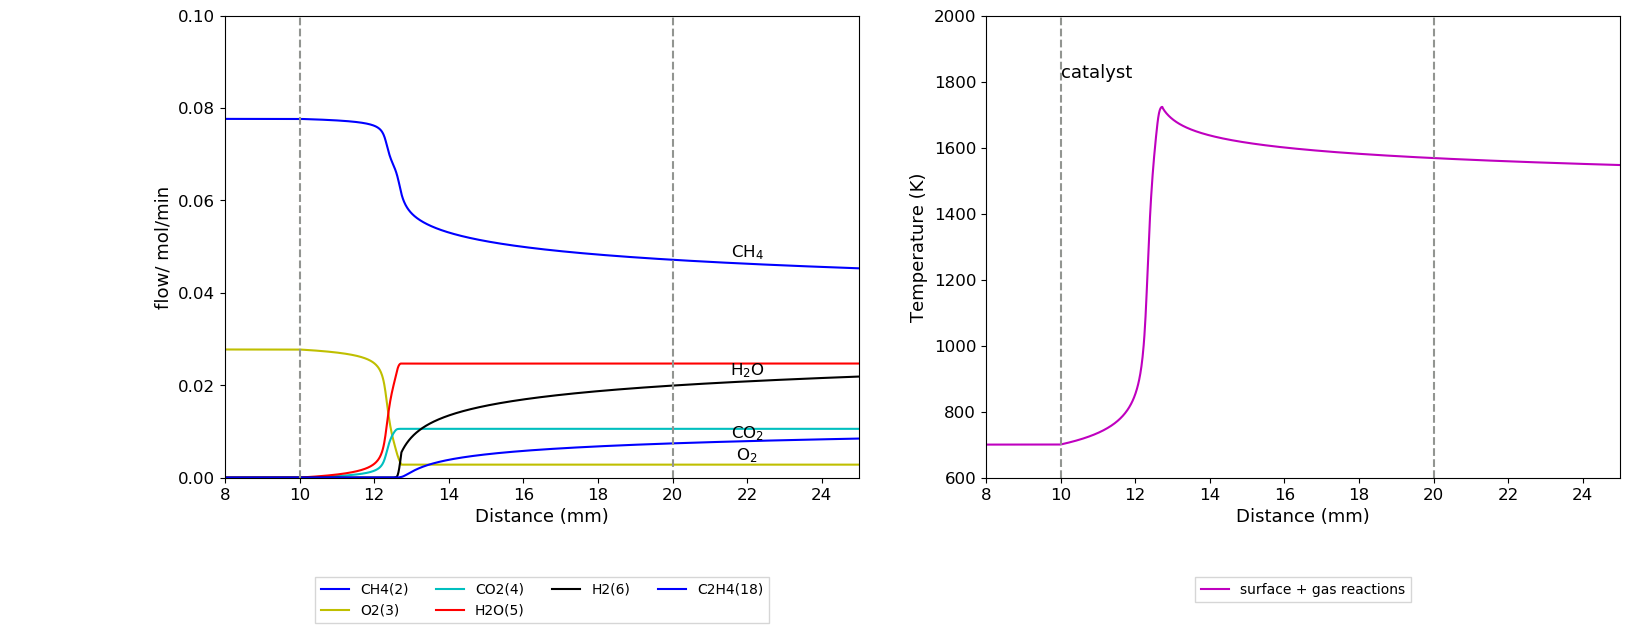 0.10
0.08
0.06
0.04
0.02
0.00
flow/ mol/min
CH₄
H₂O
CO₂
O₂
8 10 12 14 16 18 20 22 24
Distance (mm)
CH4(2) CO2(4) H2(6) C2H4(18)
O2(3) H2O(5)
2000
1800
1600
1400
1200
1000
800
600
Temperature (K)
catalyst
8 10 12 14 16 18 20 22 24
Distance (mm)
surface + gas reactions